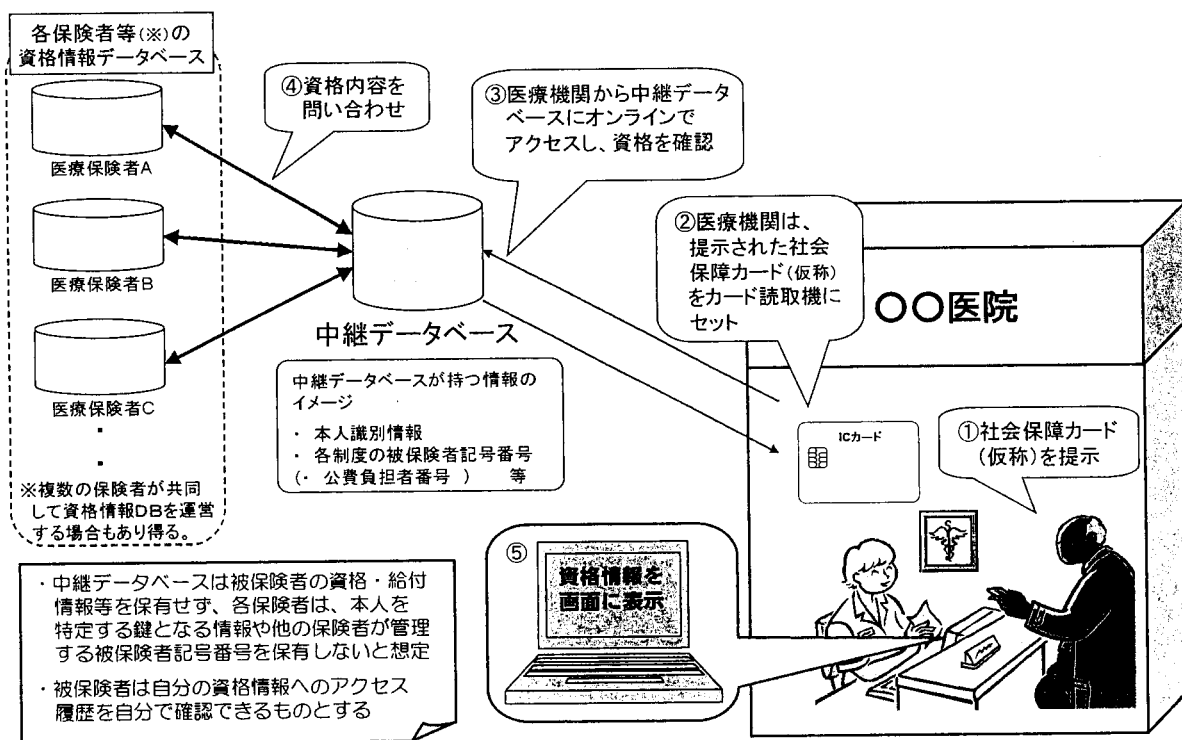 各保険者等(※)の
資格情報データベース
医療保険者A
医療保険者B
医療保険者C
・
・
※複数の保険者が共同
して資格情報DBを運営
する場合もあり得る。
④資格内容を
問い合わせ
③医療機関から中継データ
ベースにオンラインで
アクセスし、資格を確認
中継データベース
中継データベースが持つ情報の
イメージ
・ 本人識別情報
・ 各制度の被保険者記号番号
(・ 公費負担者番号 ) 等
②医療機関は、
提示された社会
保障カード(仮称)
をカード読取機に
セット
〇〇医院
ICカード
①社会保障カード
(仮称)を提示
⑤
資格情報を
画面に表示
・中継データベースは被保険者の資格・給付
情報等を保有せず、各保険者は、本人を
特定する鍵となる情報や他の保険者が管理
する被保険者記号番号を保有しないと想定
・被保険者は自分の資格情報へのアクセス
履歴を自分で確認できるものとする